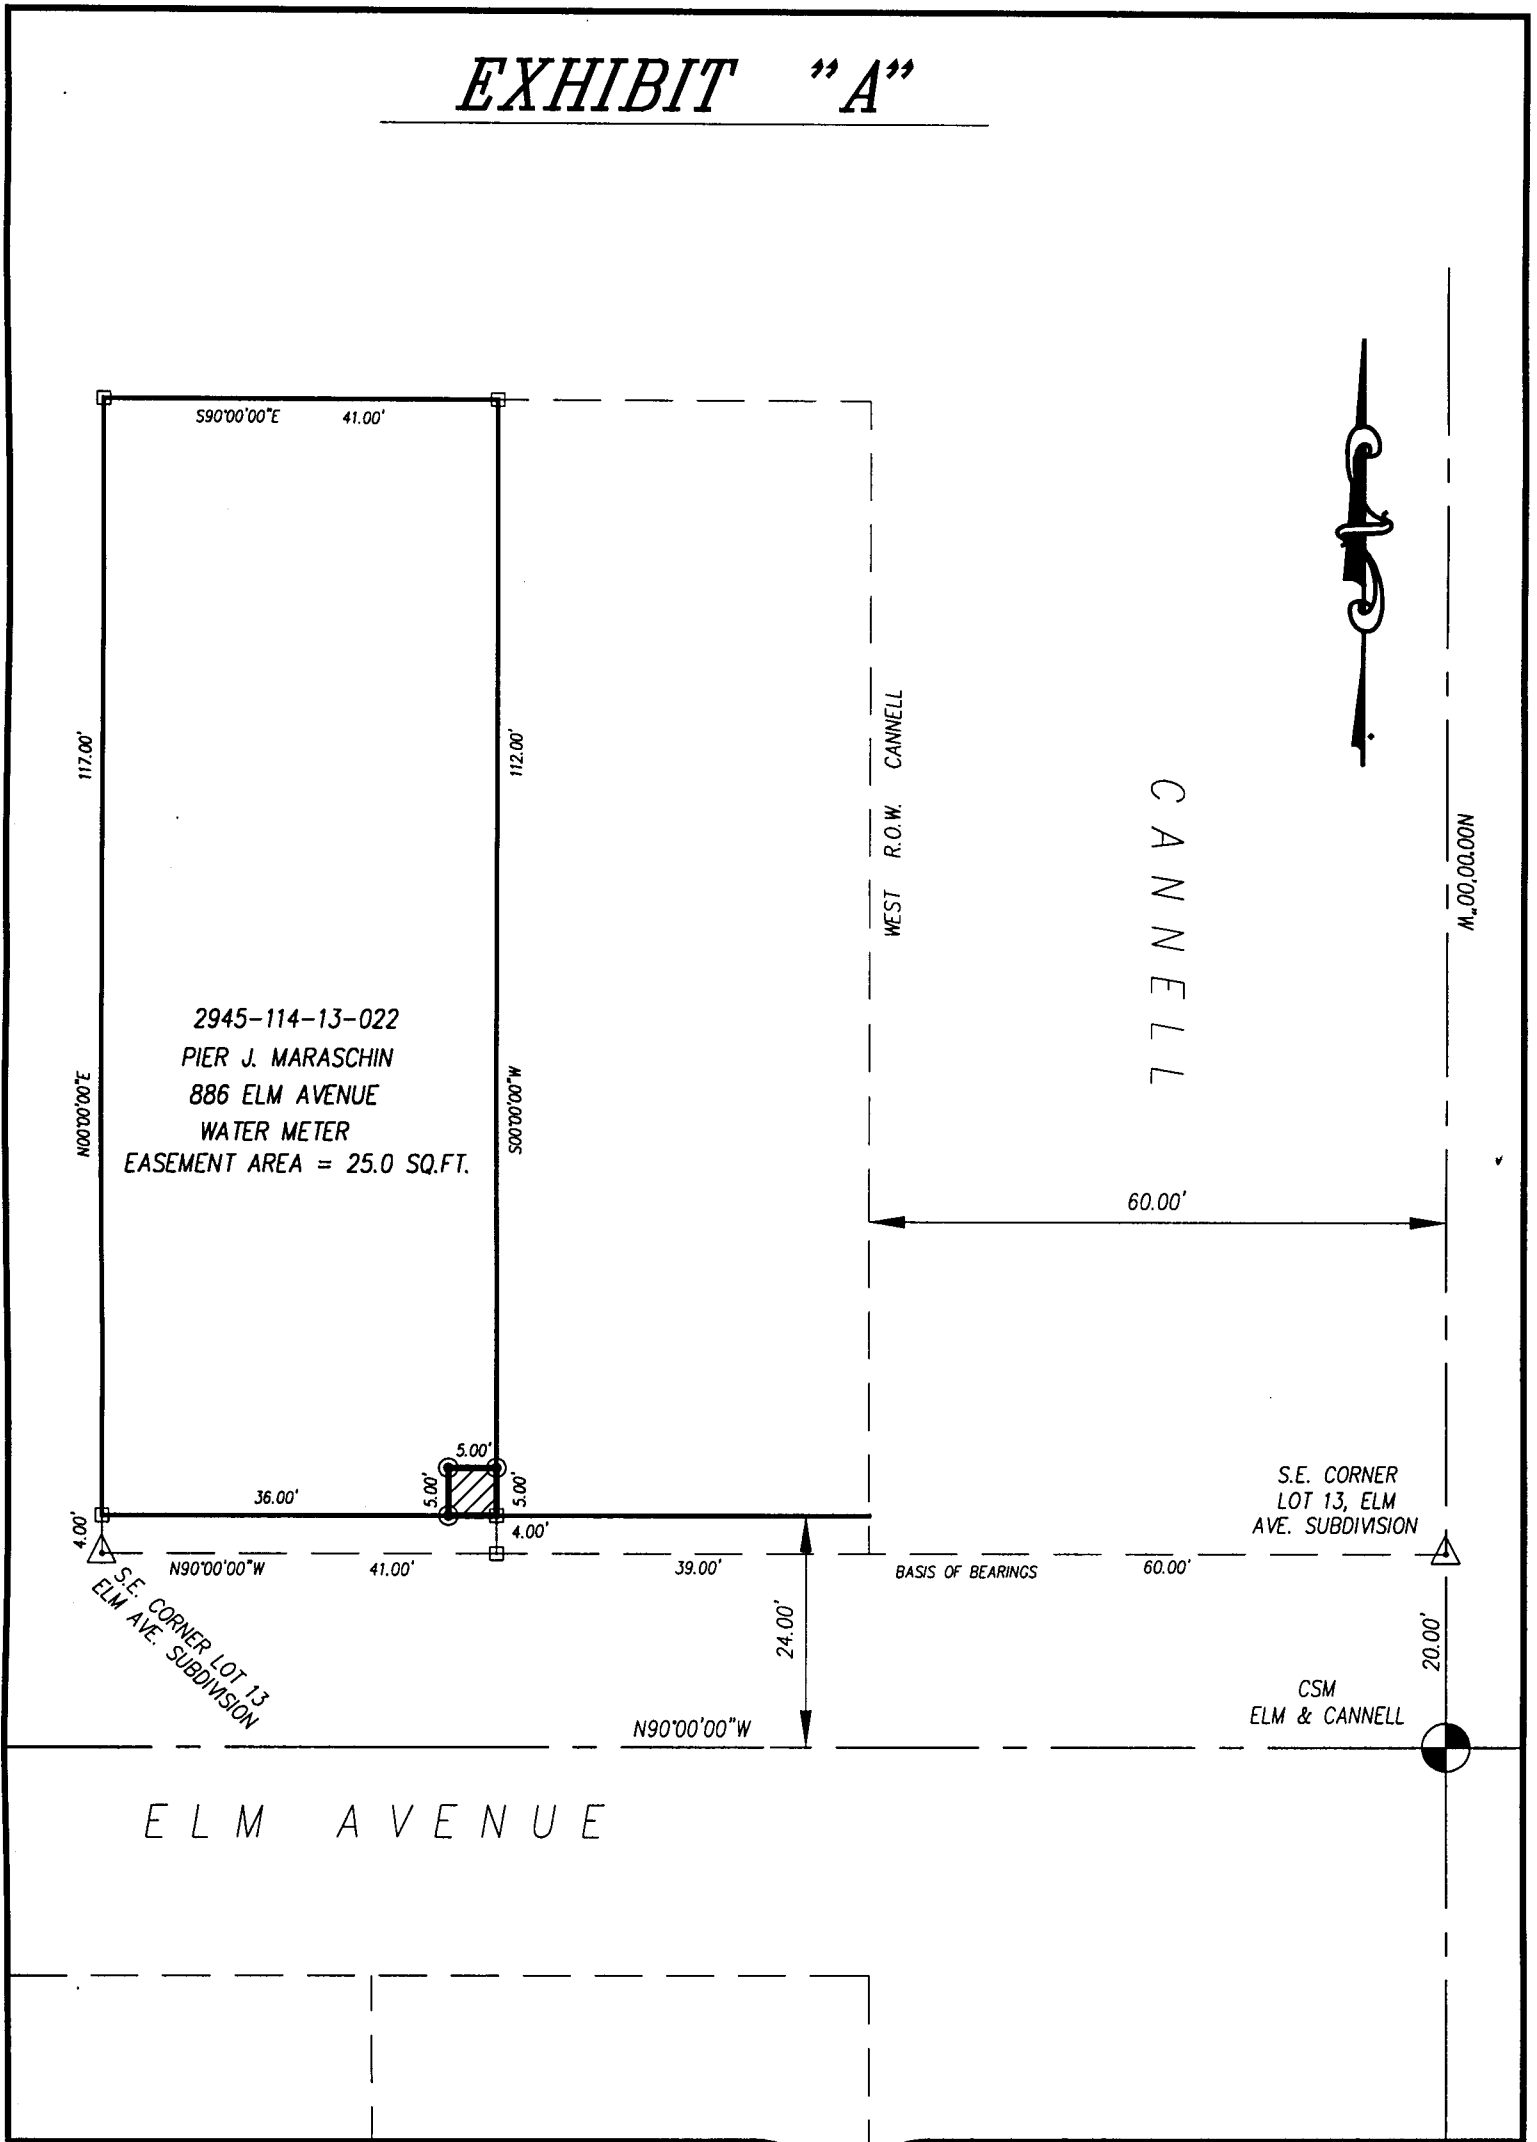 EXHIBIT "A"
S90°00'00"E 41.00'
117.00'
112.00'
WEST R.O.W. CANNELL
CANNELL
N00°00'00"W
2945-114-13-022
PIER J. MARASCHIN
886 ELM AVENUE
WATER METER
EASEMENT AREA = 25.0 SQ.FT.
N00°00'00"E
S00°00'00"W
60.00'
5.00'
5.00'
5.00'
36.00'
4.00'
4.00'
S.E. CORNER
LOT 13, ELM
AVE. SUBDIVISION
N90°00'00"W 41.00' 39.00' BASIS OF BEARINGS 60.00'
S.E. CORNER LOT 13
ELM AVE. SUBDIVISION
24.00'
20.00'
CSM
ELM & CANNELL
N90°00'00"W
ELM AVENUE